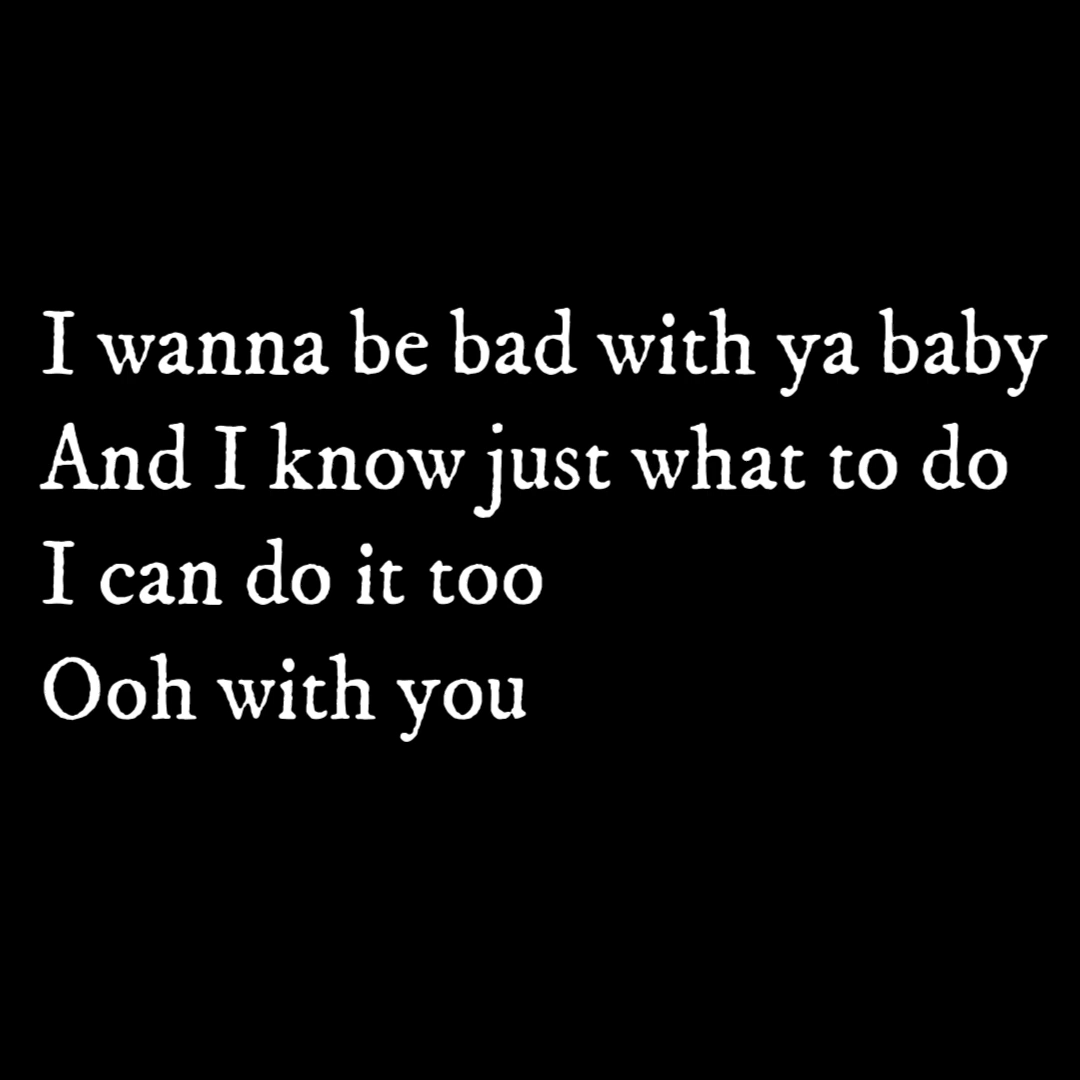 I wanna be bad with ya baby
And I know just what to do
I can do it too
Ooh with you